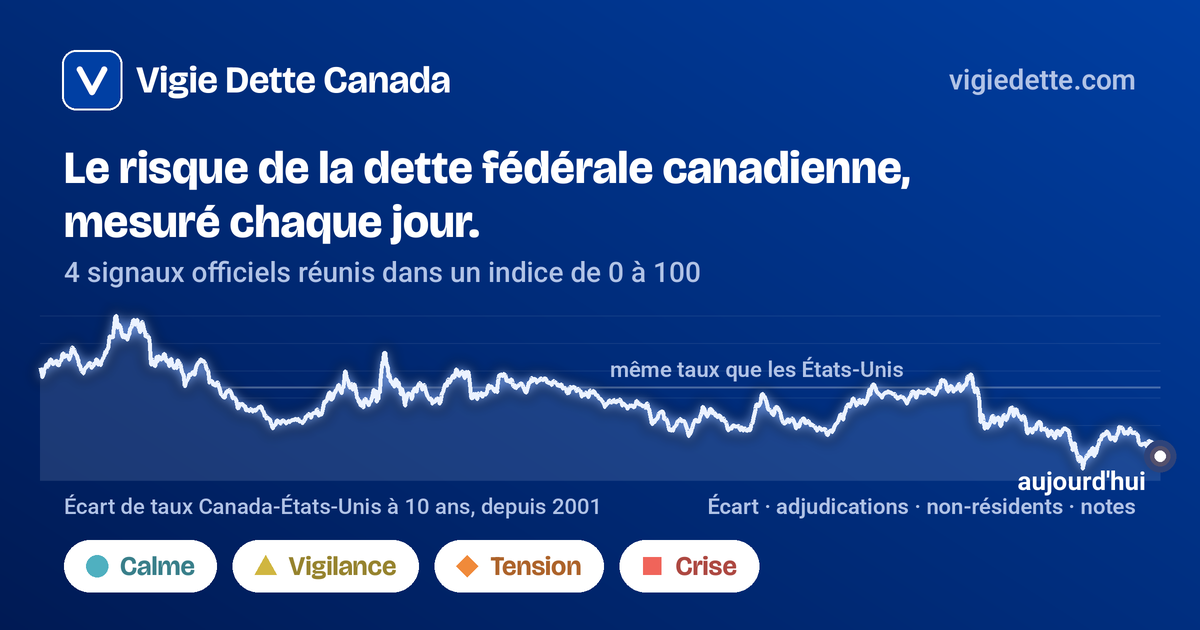 V
Vigie Dette Canada
vigiedette.com
Le risque de la dette fédérale canadienne,
mesuré chaque jour.
4 signaux officiels réunis dans un indice de 0 à 100
même taux que les États-Unis
aujourd'hui
Écart de taux Canada-États-Unis à 10 ans, depuis 2001
Écart · adjudications · non-résidents · notes
Calme
Vigilance
Tension
Crise